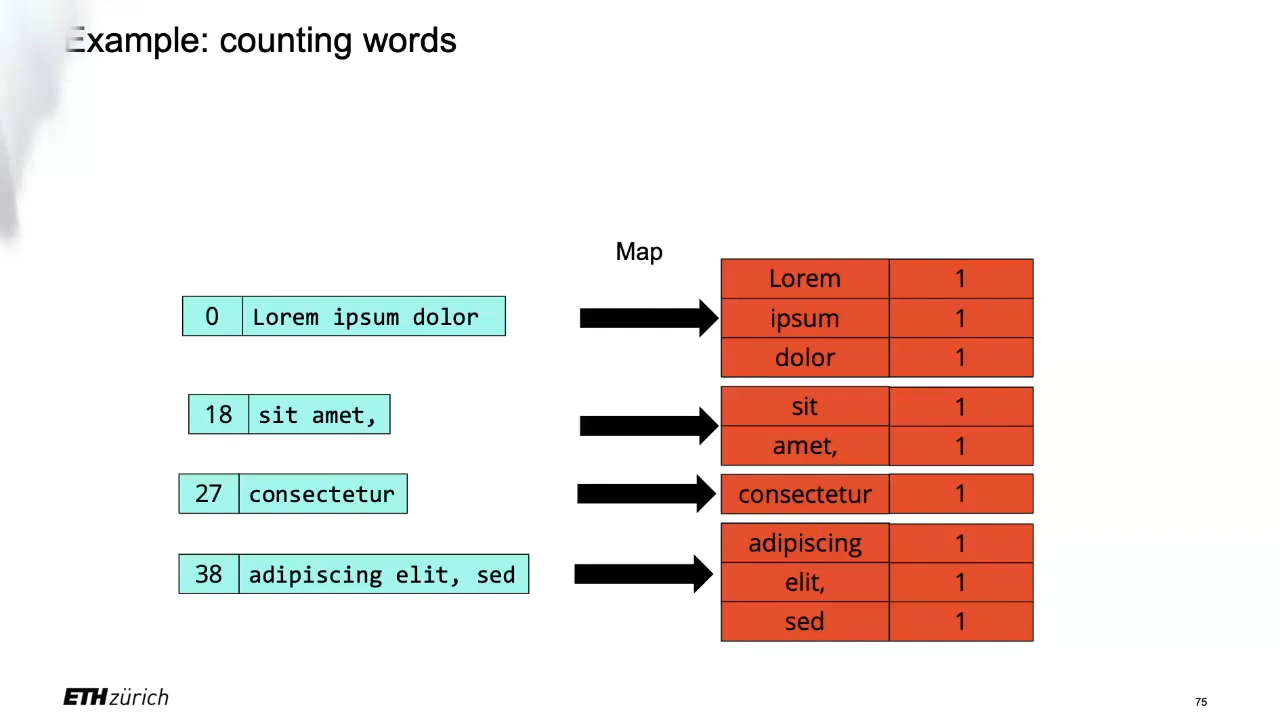 Example: counting words
Map
0 Lorem ipsum dolor
Lorem 1
ipsum 1
dolor 1
18 sit amet,
sit 1
amet, 1
27 consectetur
consectetur 1
38 adipiscing elit, sed
adipiscing 1
elit, 1
sed 1
ETH zürich
75